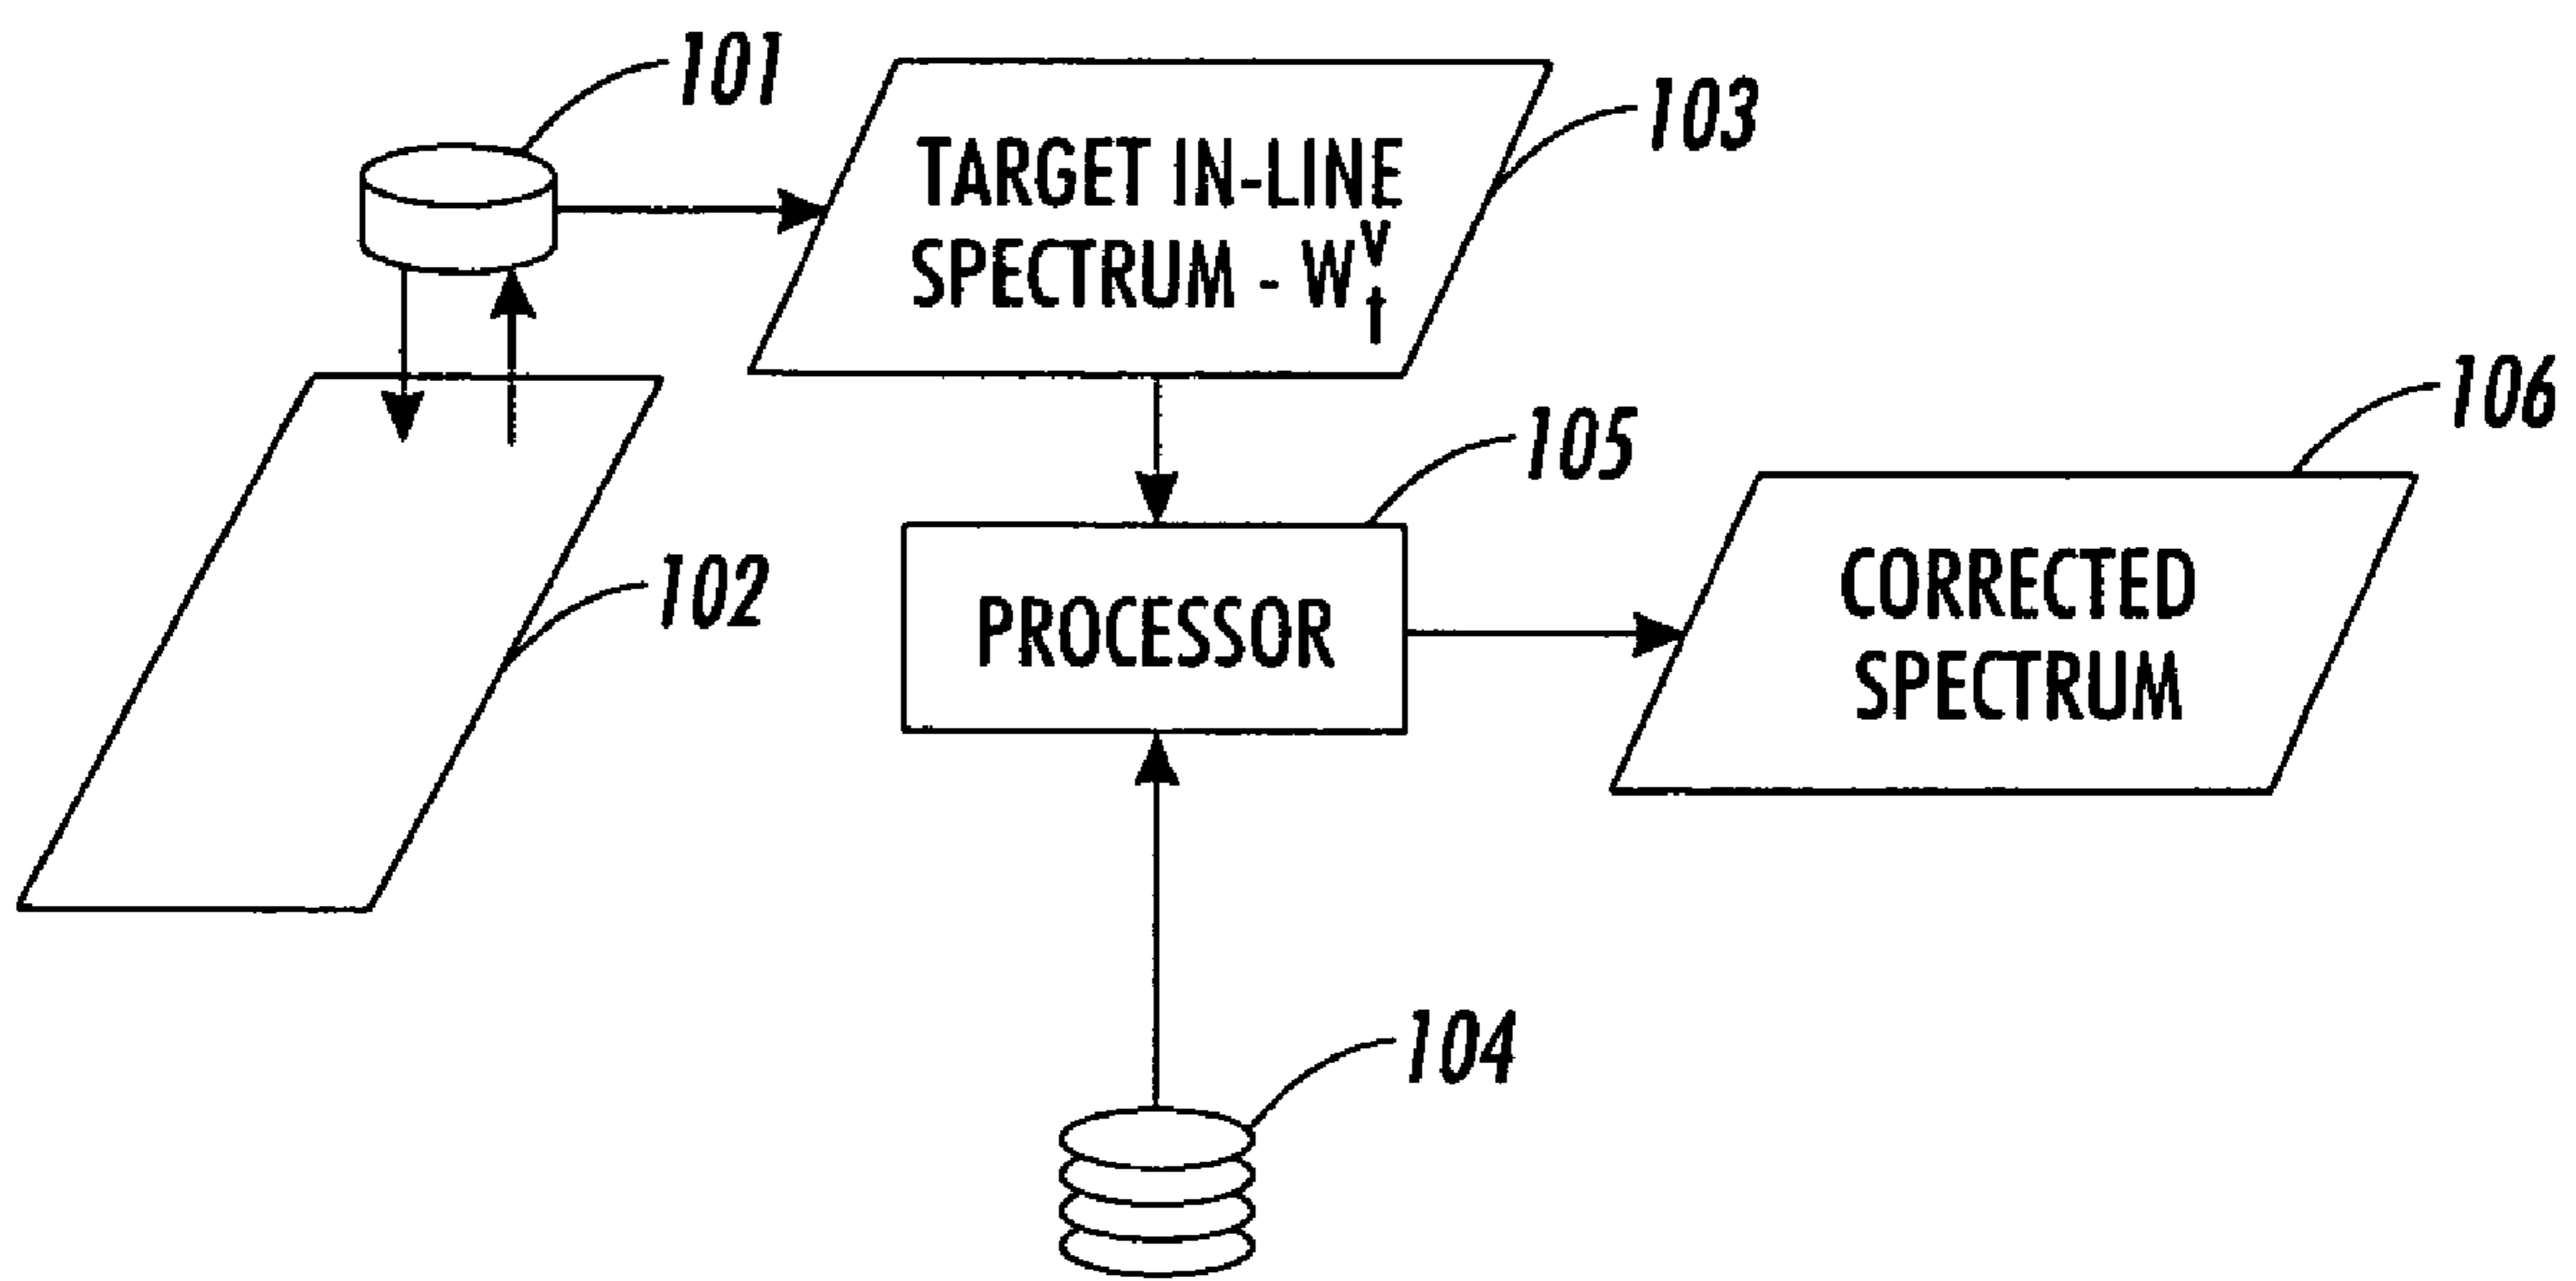 101
TARGET IN-LINE
SPECTRUM - W^V_t
103
102
105
PROCESSOR
106
CORRECTED
SPECTRUM
104